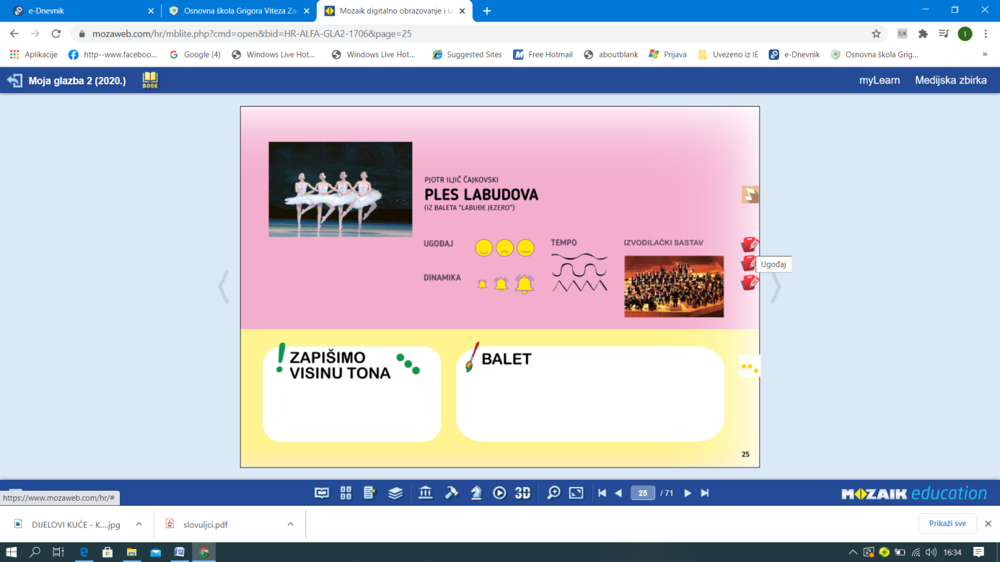 e-Dnevnik
Osnovna škola Grigora Viteza Za
Mozaik digitalno obrazovanje i u
mozaweb.com/hr/mblite.php?cmd=open&bid=HR-ALFA-GLA2-1706&page=25
3,14
I
Aplikacije
http--www.faceboo...
Google (4)
Windows Live Hot...
Windows Live Hot...
Suggested Sites
Free Hotmail
aboutblank
Prijava
Uvezeno iz IE
e-Dnevnik
Osnovna škola Grig...
»
Moja glazba 2 (2020.)
BOOK
myLearn
Medijska zbirka
PJOTR ILJIČ ČAJKOVSKI
PLES LABUDOVA
(IZ BALETA "LABUĐE JEZERO")
UGOĐAJ
TEMPO
IZVODILAČKI SASTAV
DINAMIKA
Ugođaj
ZAPIŠIMO
VISINU TONA
BALET
25
https://www.mozaweb.com/hr/#
3D
25 /71
MOZAIK education
DIJELOVI KUĆE - K....jpg
slovuljci.pdf
Prikaži sve
16:34